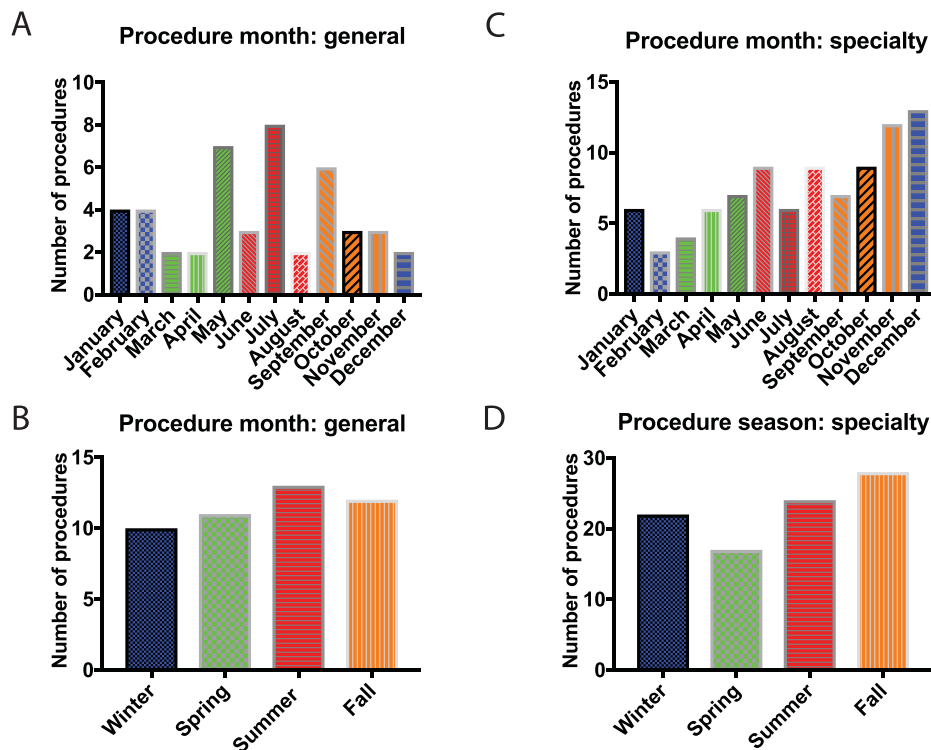 A
Procedure month: general
Number of procedures
10
8
6
4
2
0
January
February
March
April
May
June
July
August
September
October
November
December
C
Procedure month: specialty
Number of procedures
15
10
5
0
January
February
March
April
May
June
July
August
September
October
November
December
B
Procedure month: general
Number of procedures
15
10
5
0
Winter
Spring
Summer
Fall
D
Procedure season: specialty
Number of procedures
30
20
10
0
Winter
Spring
Summer
Fall